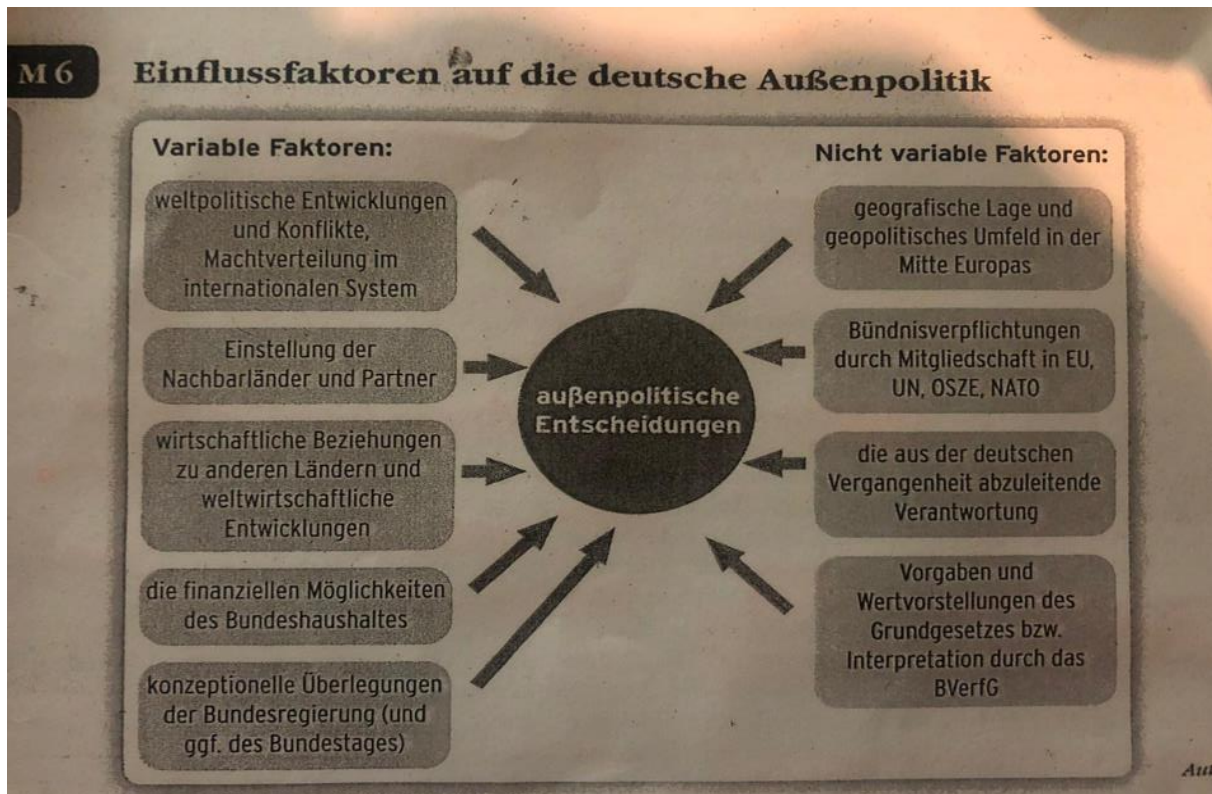 M 6
Einflussfaktoren auf die deutsche Außenpolitik
Variable Faktoren:
weltpolitische Entwicklungen
und Konflikte,
Machtverteilung im
internationalen System
Einstellung der
Nachbarländer und Partner
wirtschaftliche Beziehungen
zu anderen Ländern und
weltwirtschaftliche
Entwicklungen
die finanziellen Möglichkeiten
des Bundeshaushaltes
konzeptionelle Überlegungen
der Bundesregierung (und
ggf. des Bundestages)
außenpolitische
Entscheidungen
Nicht variable Faktoren:
geografische Lage und
geopolitisches Umfeld in der
Mitte Europas
Bündnisverpflichtungen
durch Mitgliedschaft in EU,
UN, OSZE, NATO
die aus der deutschen
Vergangenheit abzuleitende
Verantwortung
Vorgaben und
Wertvorstellungen des
Grundgesetzes bzw.
Interpretation durch das
BVerfG